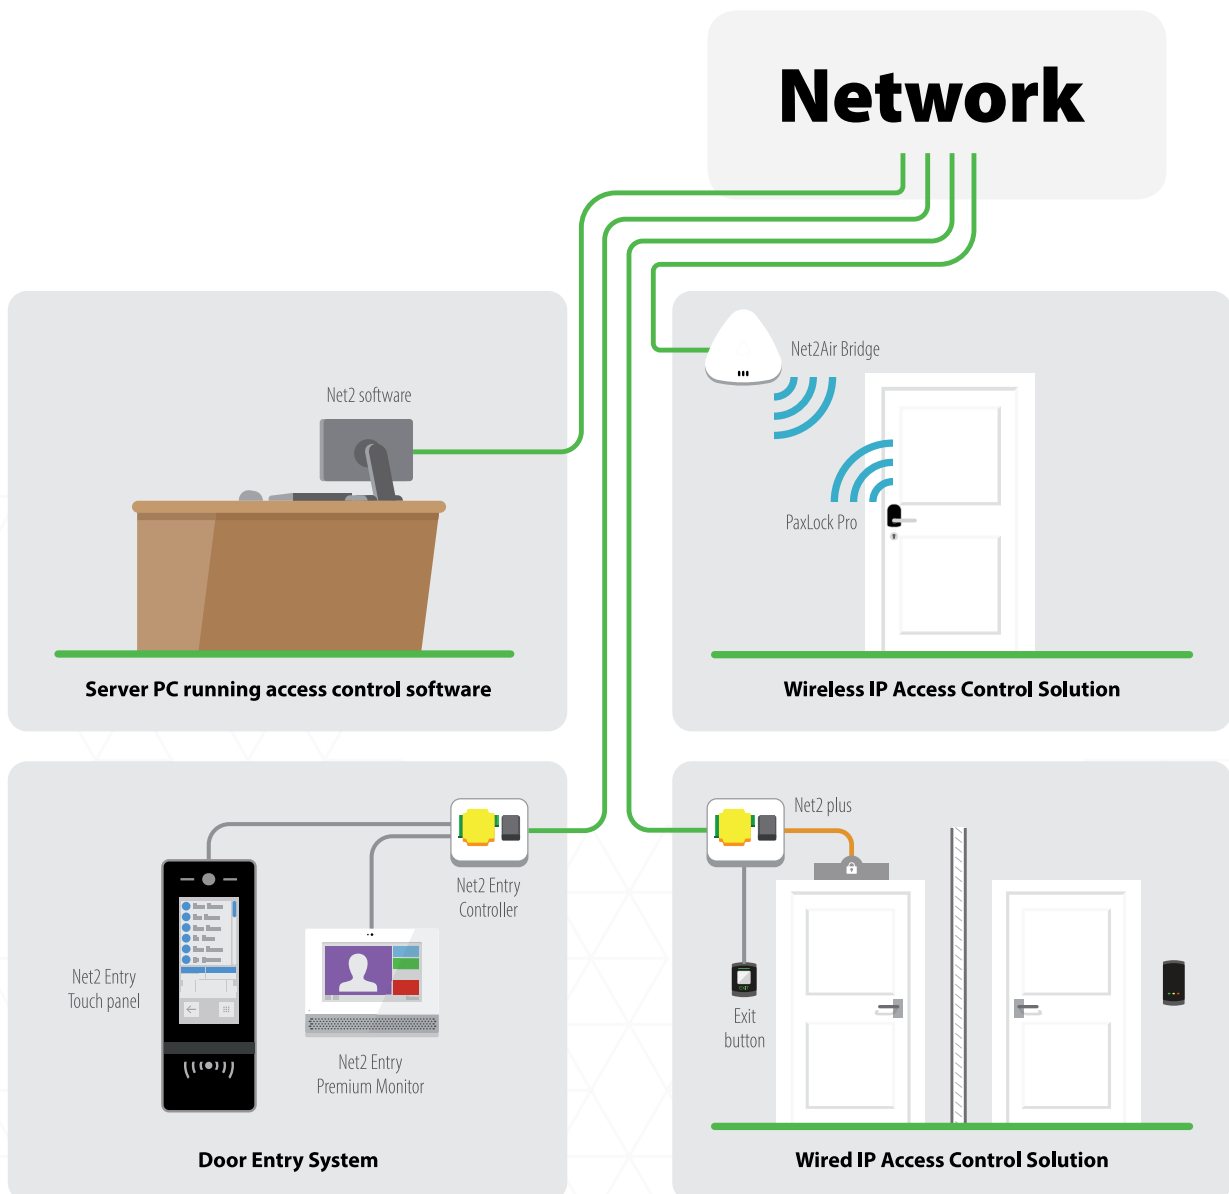 Network
Net2 software
Server PC running access control software
Net2Air Bridge
PaxLock Pro
Wireless IP Access Control Solution
Net2 Entry
Controller
Net2 Entry
Touch panel
Net2 Entry
Premium Monitor
Door Entry System
Net2 plus
EXIT
Exit
button
Wired IP Access Control Solution